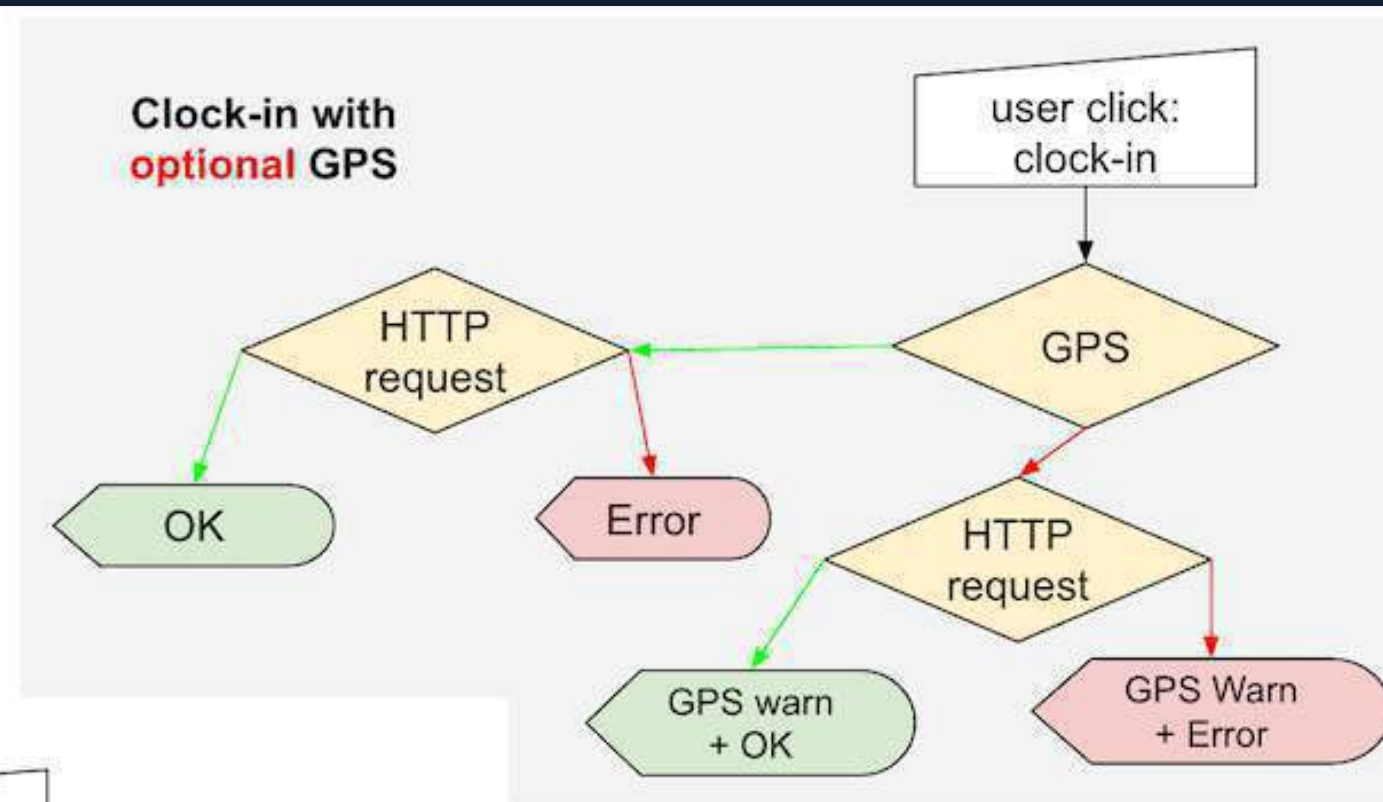 Clock-in with
optional GPS
user click:
clock-in
HTTP
request
GPS
OK
Error
HTTP
request
GPS warn
+ OK
GPS Warn
+ Error